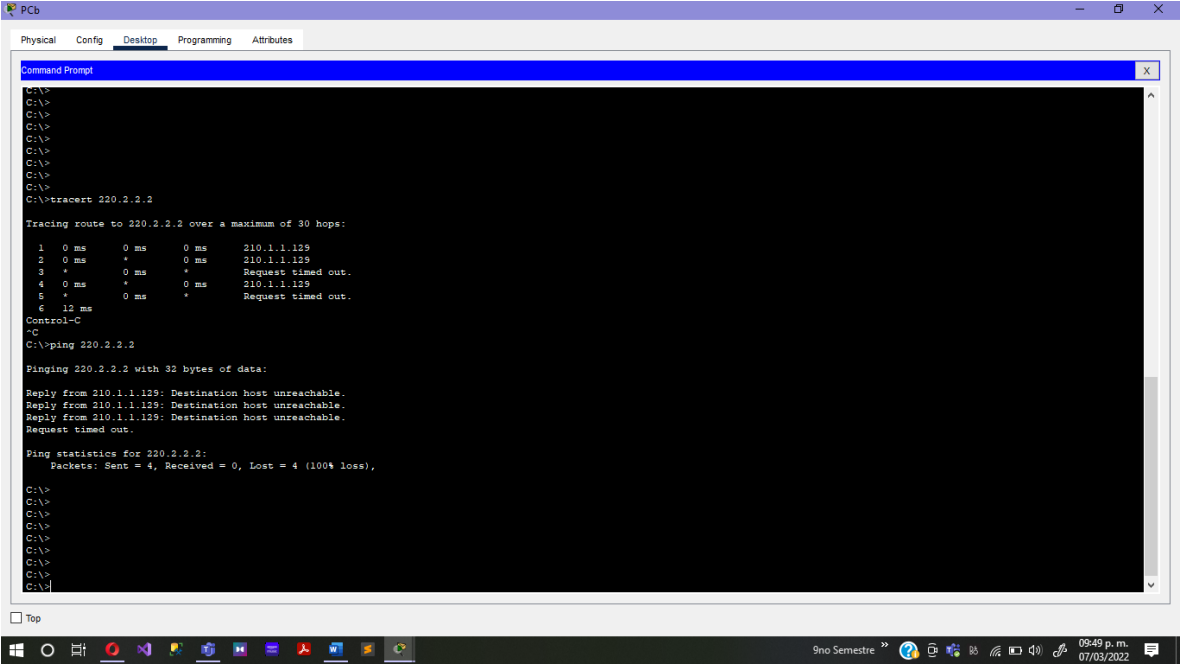 PCb
Physical Config Desktop Programming Attributes
Command Prompt
X
C:\>
C:\>
C:\>
C:\>
C:\>
C:\>
C:\>
C:\>
C:\>
C:\>tracert 220.2.2.2
Tracing route to 220.2.2.2 over a maximum of 30 hops:
1 0 ms 0 ms 0 ms 210.1.1.129
2 0 ms * 0 ms 210.1.1.129
3 * 0 ms * Request timed out.
4 0 ms * 0 ms 210.1.1.129
5 * 0 ms * Request timed out.
6 12 ms
Control-C
^C
C:\>ping 220.2.2.2
Pinging 220.2.2.2 with 32 bytes of data:
Reply from 210.1.1.129: Destination host unreachable.
Reply from 210.1.1.129: Destination host unreachable.
Reply from 210.1.1.129: Destination host unreachable.
Request timed out.
Ping statistics for 220.2.2.2:
Packets: Sent = 4, Received = 0, Lost = 4 (100% loss),
C:\>
C:\>
C:\>
C:\>
C:\>
C:\>
C:\>
C:\>
C:\>
Top
9no Semestre
09:49 p. m.
07/03/2022